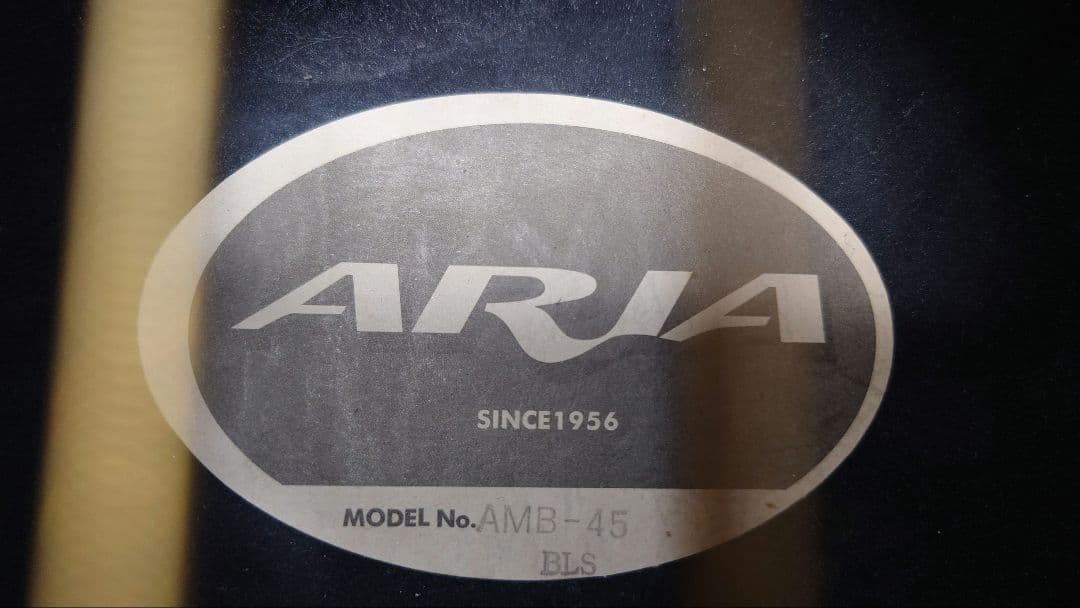 ARIA
SINCE1956
MODEL No.AMB-45
BLS